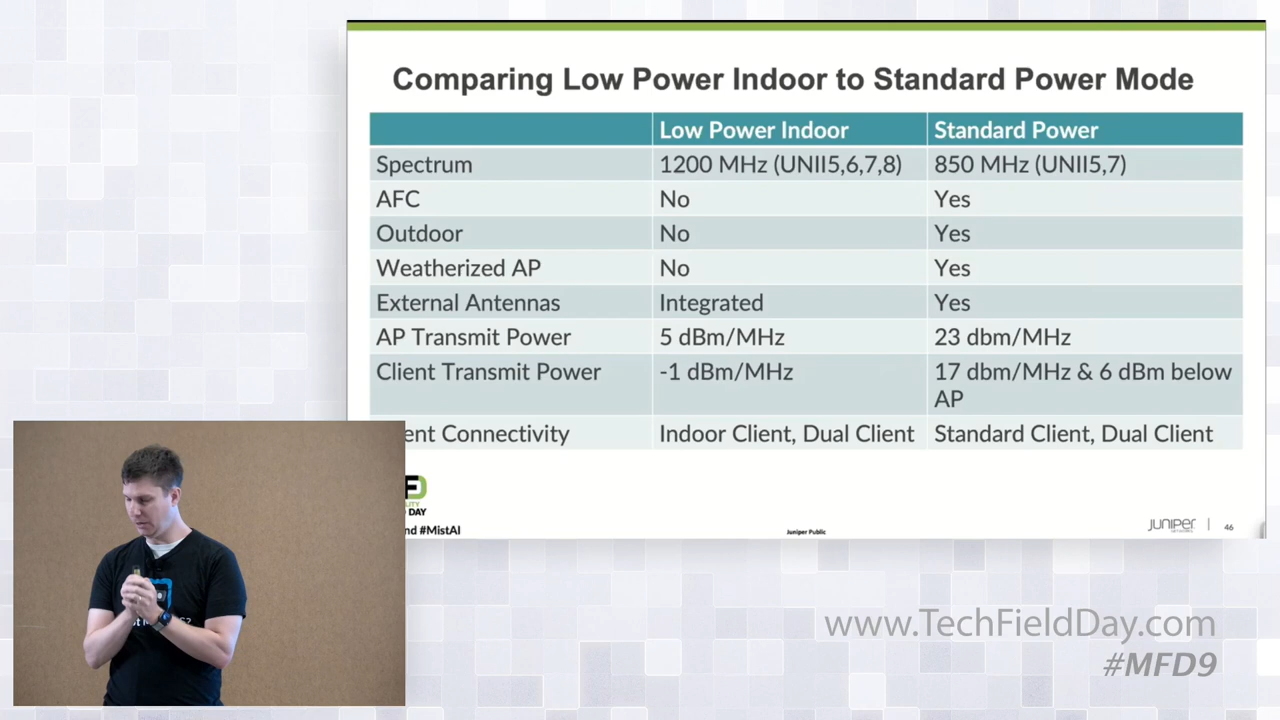 Comparing Low Power Indoor to Standard Power Mode
Low Power Indoor Standard Power
Spectrum 1200 MHz (UNII5,6,7,8) 850 MHz (UNII5,7)
AFC No Yes
Outdoor No Yes
Weatherized AP No Yes
External Antennas Integrated Yes
AP Transmit Power 5 dBm/MHz 23 dbm/MHz
Client Transmit Power -1 dBm/MHz 17 dbm/MHz & 6 dBm below
AP
ent Connectivity Indoor Client, Dual Client Standard Client, Dual Client
DAY
nd #MistAI
Juniper Public
JUNIPER
46
www.TechFieldDay.com
#MFD9